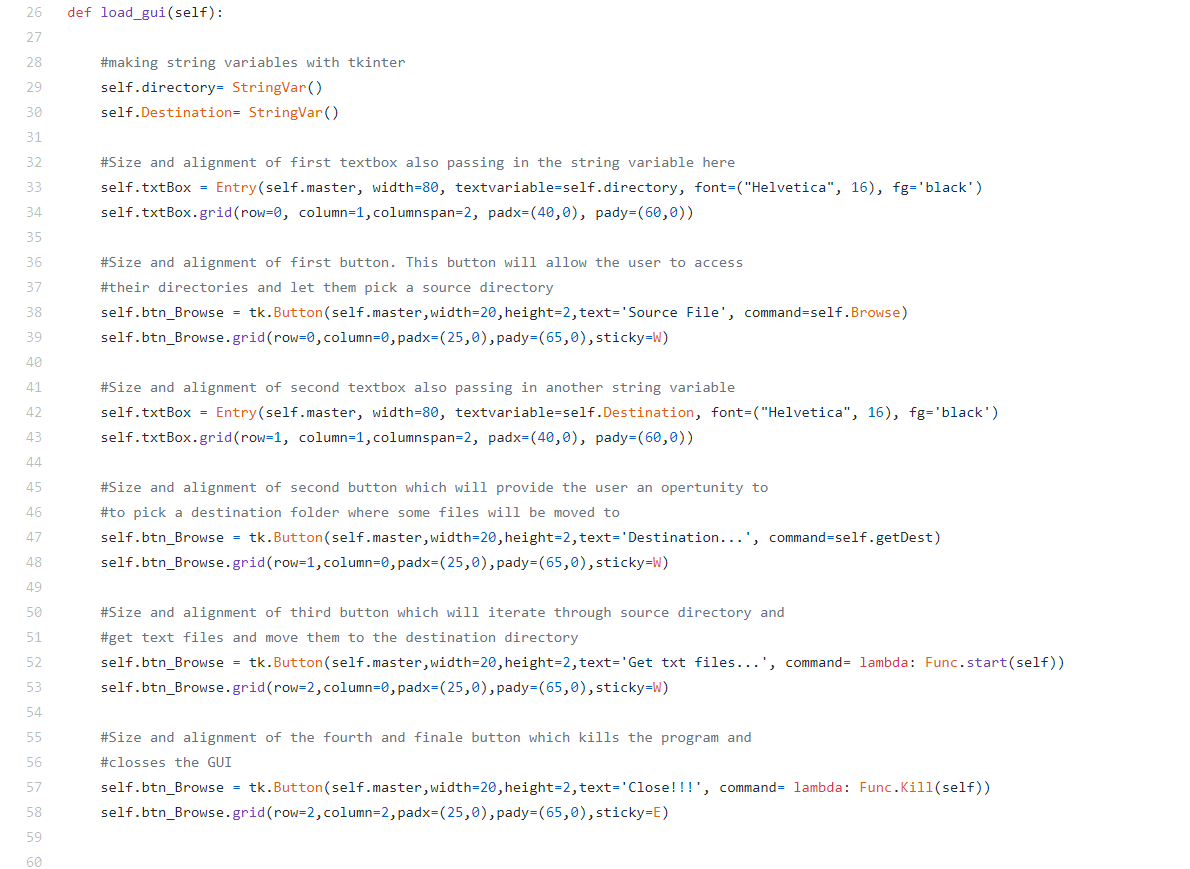 26 def load_gui(self):
27
28 #making string variables with tkinter
29 self.directory= StringVar()
30 self.Destination= StringVar()
31
32 #Size and alignment of first textbox also passing in the string variable here
33 self.txtBox = Entry(self.master, width=80, textvariable=self.directory, font=("Helvetica", 16), fg='black')
34 self.txtBox.grid(row=0, column=1,columnspan=2, padx=(40,0), pady=(60,0))
35
36 #Size and alignment of first button. This button will allow the user to access
37 #their directories and let them pick a source directory
38 self.btn_Browse = tk.Button(self.master,width=20,height=2,text='Source File', command=self.Browse)
39 self.btn_Browse.grid(row=0,column=0,padx=(25,0),pady=(65,0),sticky=W)
40
41 #Size and alignment of second textbox also passing in another string variable
42 self.txtBox = Entry(self.master, width=80, textvariable=self.Destination, font=("Helvetica", 16), fg='black')
43 self.txtBox.grid(row=1, column=1,columnspan=2, padx=(40,0), pady=(60,0))
44
45 #Size and alignment of second button which will provide the user an opertunity to
46 #to pick a destination folder where some files will be moved to
47 self.btn_Browse = tk.Button(self.master,width=20,height=2,text='Destination...', command=self.getDest)
48 self.btn_Browse.grid(row=1,column=0,padx=(25,0),pady=(65,0),sticky=W)
49
50 #Size and alignment of third button which will iterate through source directory and
51 #get text files and move them to the destination directory
52 self.btn_Browse = tk.Button(self.master,width=20,height=2,text='Get txt files...', command= lambda: Func.start(self))
53 self.btn_Browse.grid(row=2,column=0,padx=(25,0),pady=(65,0),sticky=W)
54
55 #Size and alignment of the fourth and finale button which kills the program and
56 #closses the GUI
57 self.btn_Browse = tk.Button(self.master,width=20,height=2,text='Close!!!', command= lambda: Func.Kill(self))
58 self.btn_Browse.grid(row=2,column=2,padx=(25,0),pady=(65,0),sticky=E)
59
60